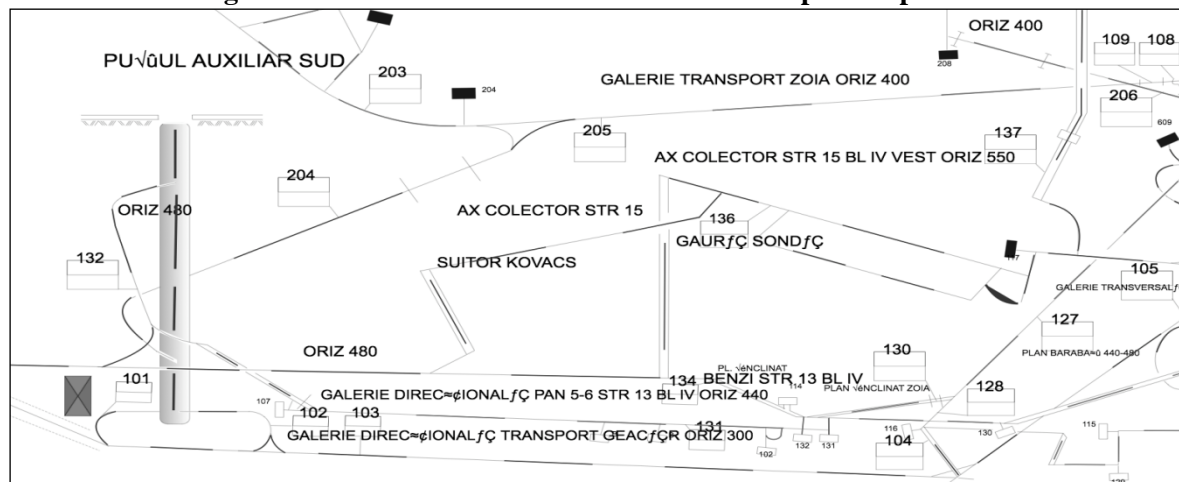 ORIZ 400
109
108
PU√ûUL AUXILIAR SUD
208
203
GALERIE TRANSPORT ZOIA ORIZ 400
204
206
609
205
137
AX COLECTOR STR 15 BL IV VEST ORIZ 550
204
ORIZ 480
AX COLECTOR STR 15
136
GAURƒÇ SONDƒÇ
132
SUITOR KOVACS
105
GALERIE TRANSVERSALƒ
127
ORIZ 480
130
PLAN BARABA≈û 440-480
PL. √éNCLINAT
101
134
BENZI STR 13 BL IV
PLAN √éNCLINAT ZOIA
128
GALERIE DIREC≈¢IONALƒÇ PAN 5-6 STR 13 BL IV ORIZ 440
114
107
102
103
GALERIE DIREC≈¢IONALƒÇ TRANSPORT GEACƒÇR ORIZ 300
131
116
130
115
104
132
131
102